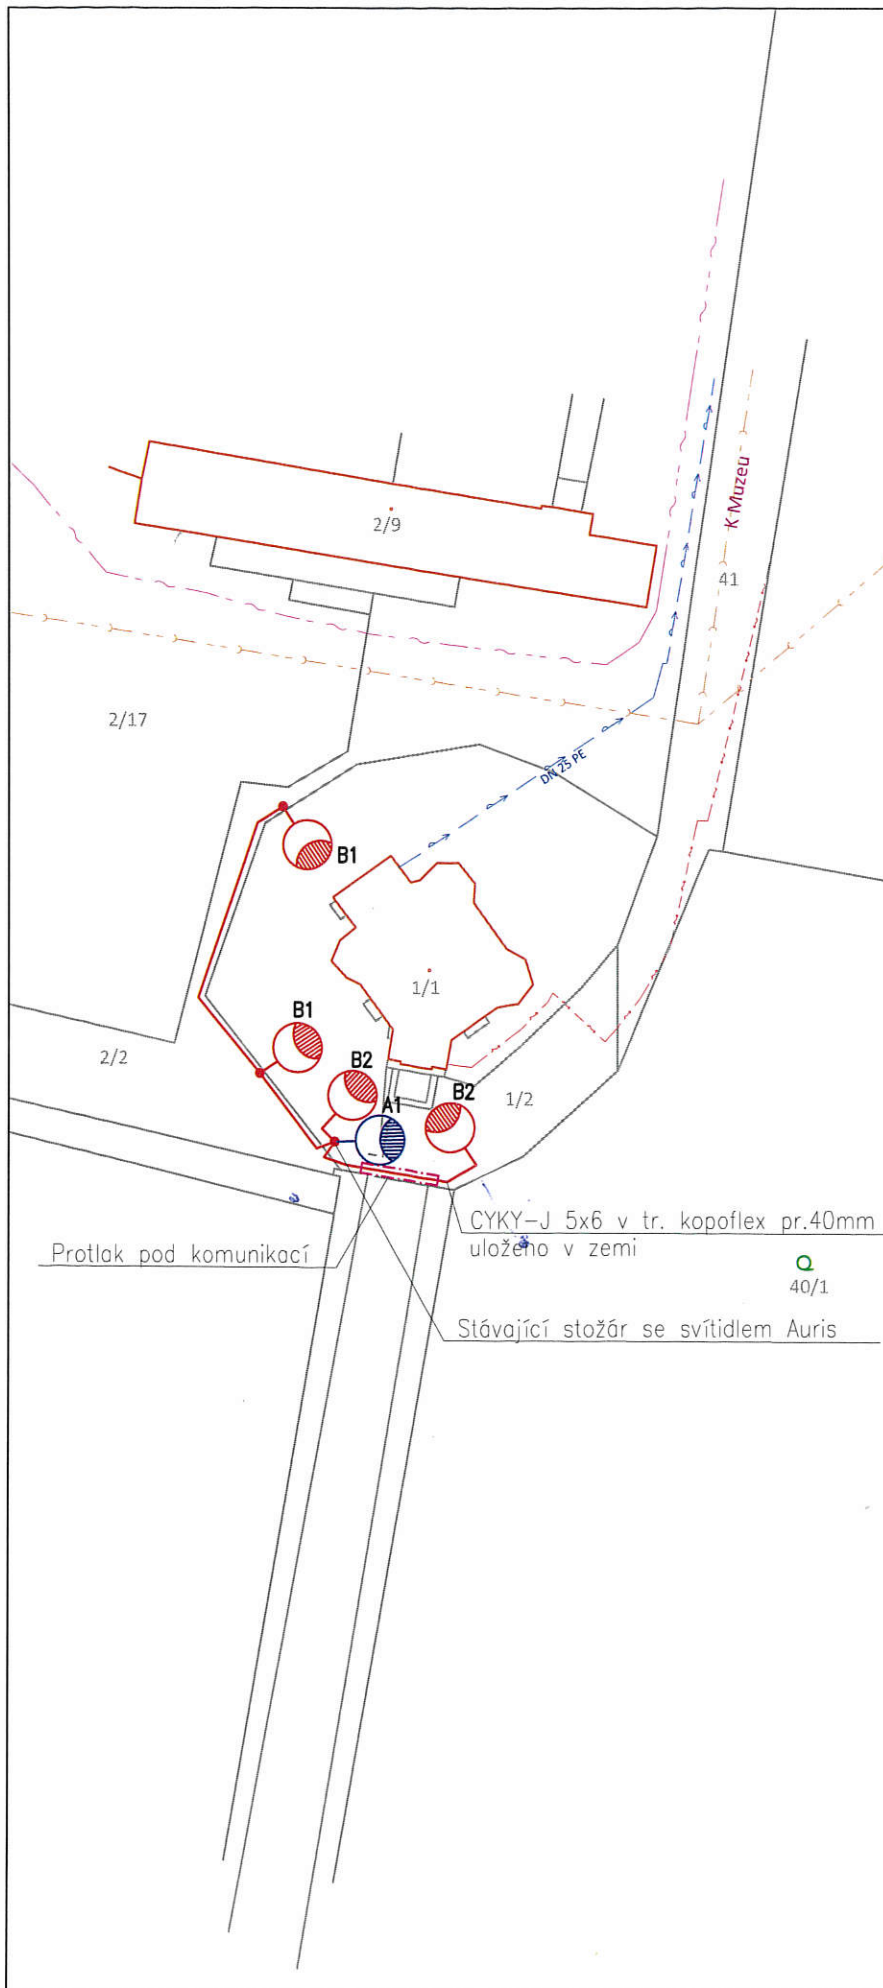 2/9
K Muzeu
41
2/17
DN 25 PE
B1
1/1
B1
2/2
B2
A1
B2
1/2
CYKY-J 5x6 v tr. kopoflex pr.40mm
uloženo v zemi
Protlak pod komunikací
40/1
Stávající stožár se svítidlem Auris